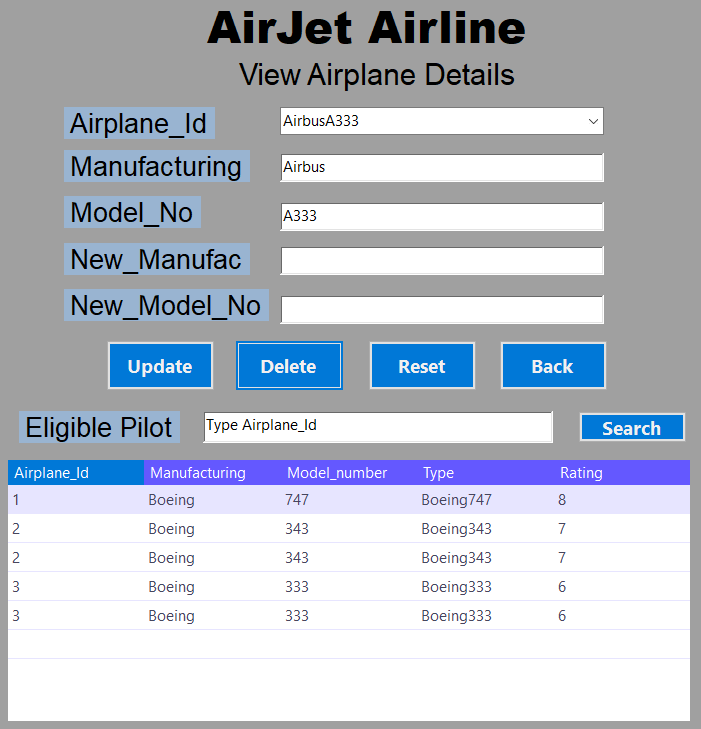 AirJet Airline
View Airplane Details
Airplane_Id AirbusA333
Manufacturing Airbus
Model_No A333
New_Manufac
New_Model_No
Update Delete Reset Back
Eligible Pilot Type Airplane_Id Search
Airplane_Id Manufacturing Model_number Type Rating
1 Boeing 747 Boeing747 8
2 Boeing 343 Boeing343 7
2 Boeing 343 Boeing343 7
3 Boeing 333 Boeing333 6
3 Boeing 333 Boeing333 6